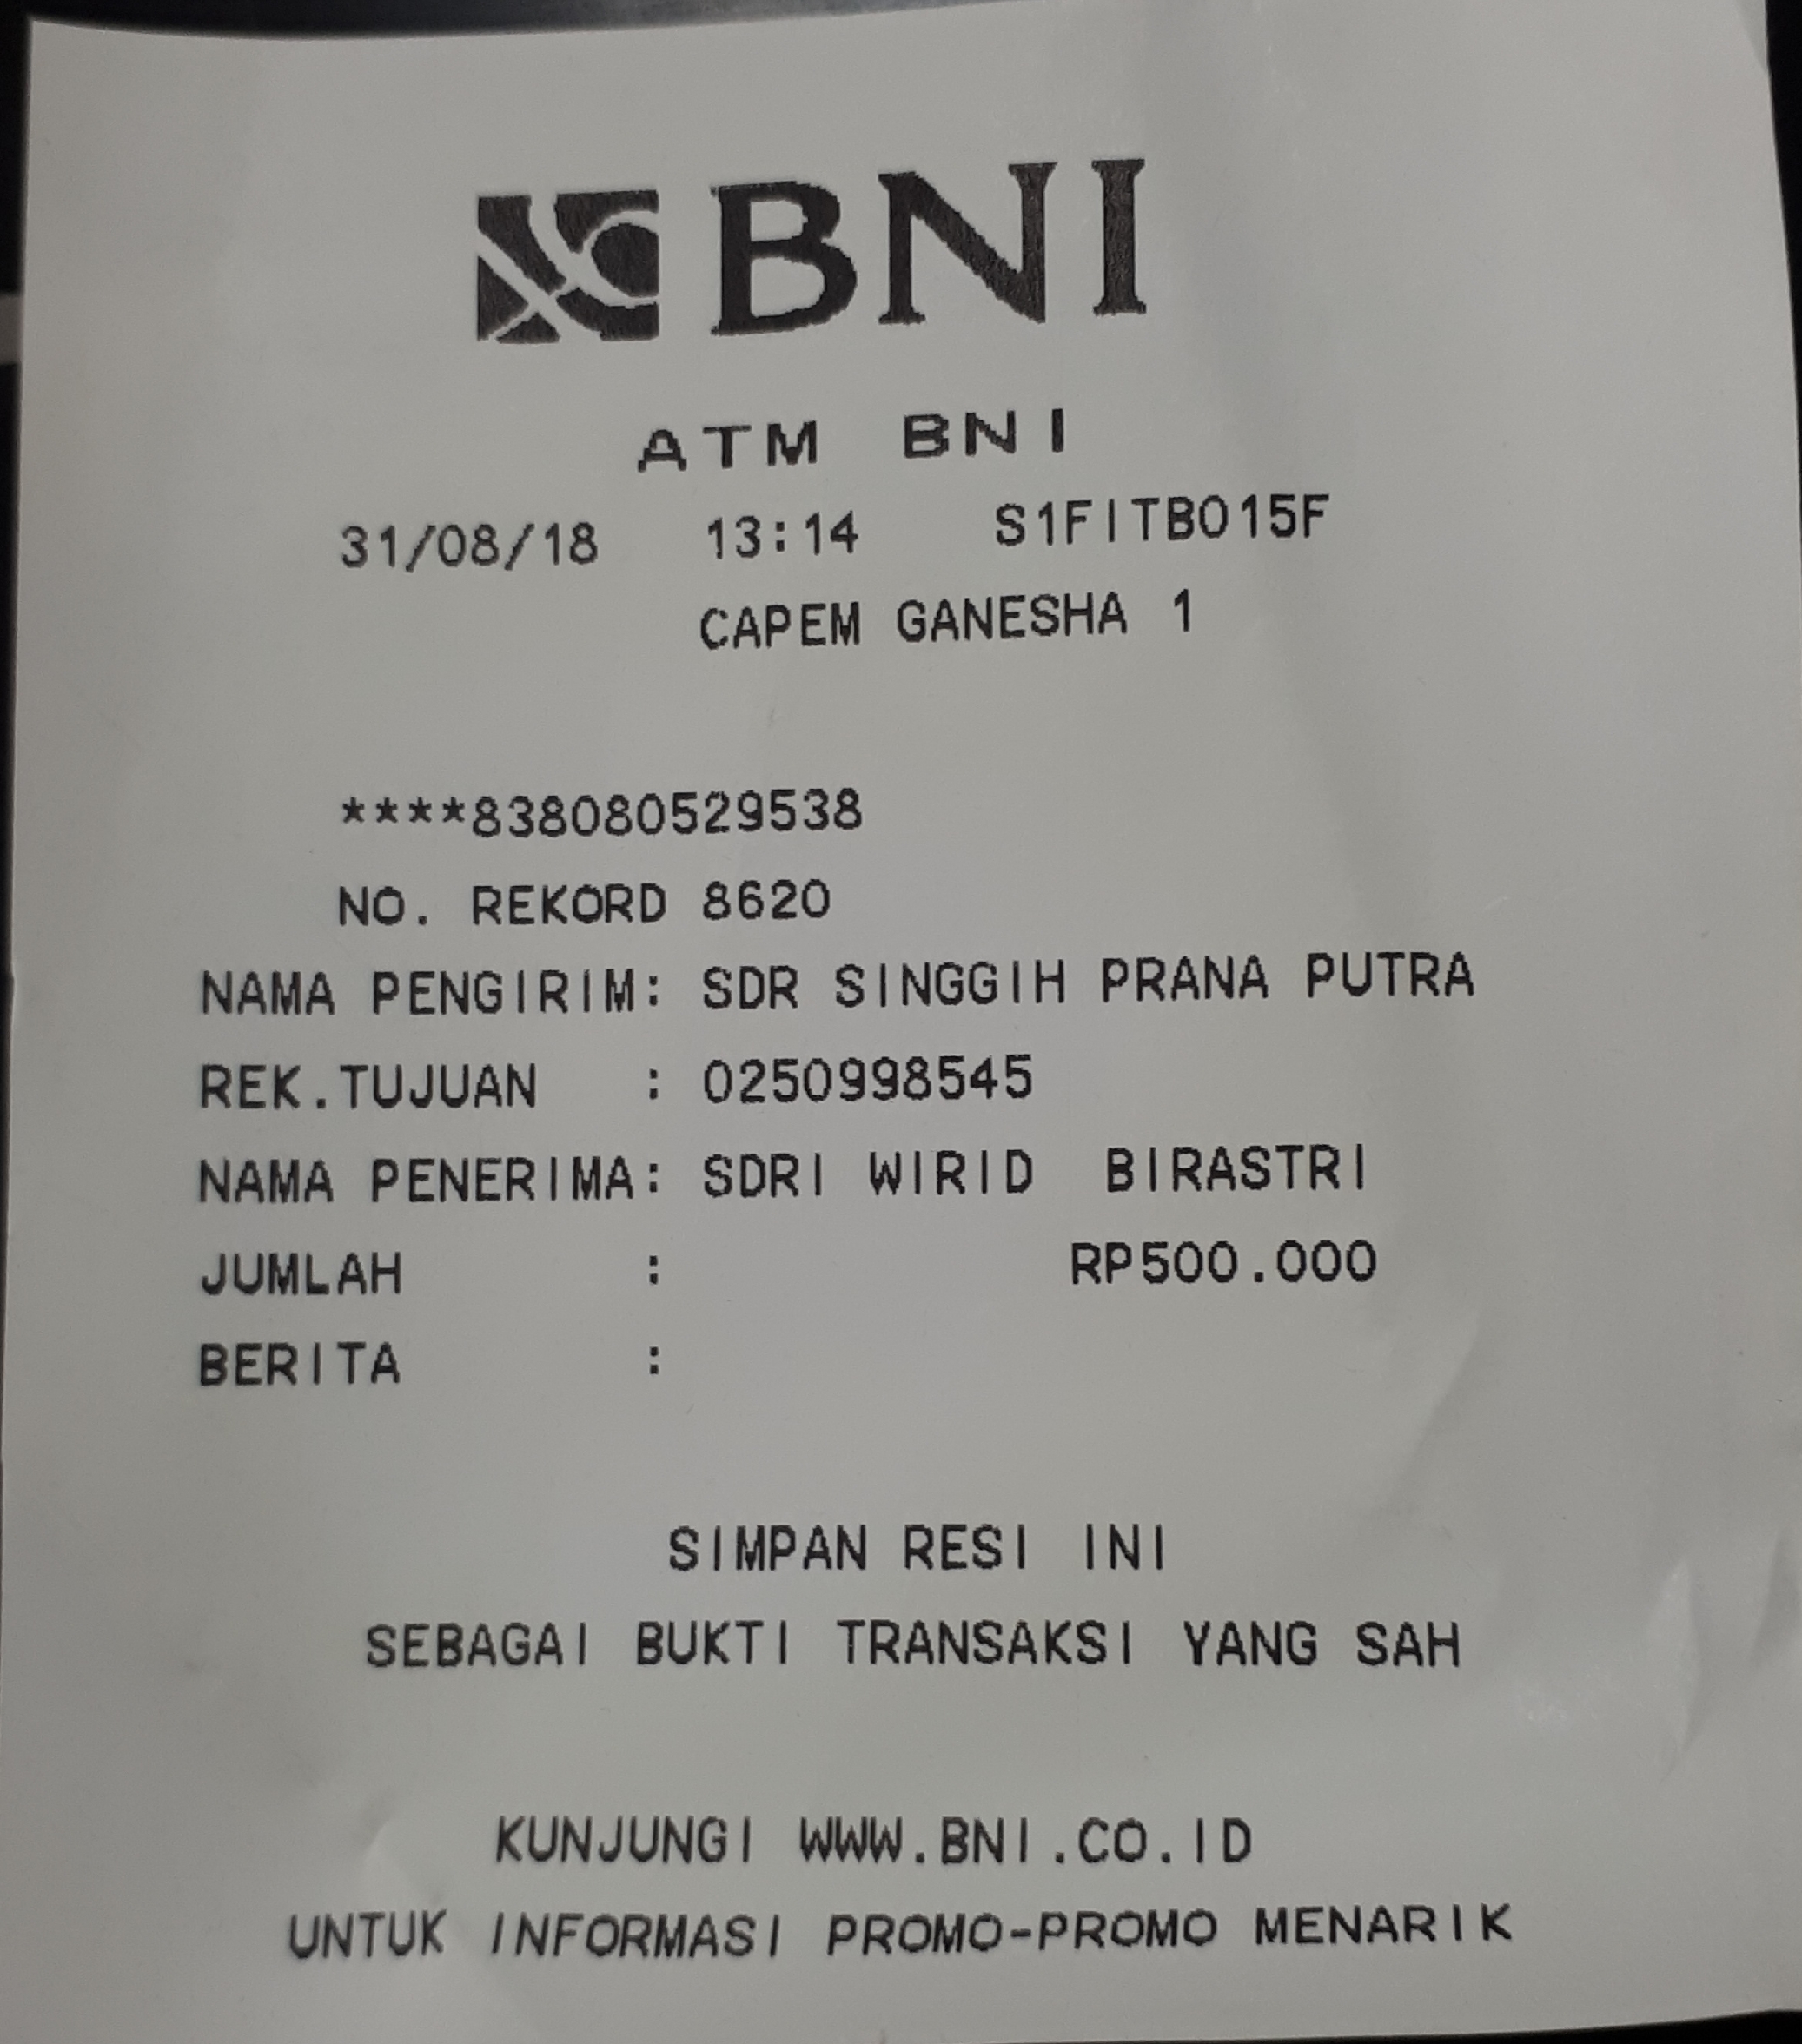 BNI
ATM BNI
31/08/18 13:14 S1FITB015F
CAPEM GANESHA 1
****838080529538
NO. REKORD 8620
NAMA PENGIRIM: SDR SINGGIH PRANA PUTRA
REK.TUJUAN : 0250998545
NAMA PENERIMA: SDRI WIRID BIRASTRI
JUMLAH : RP500.000
BERITA :
SIMPAN RESI INI
SEBAGAI BUKTI TRANSAKSI YANG SAH
KUNJUNGI WWW.BNI.CO.ID
UNTUK INFORMASI PROMO-PROMO MENARIK